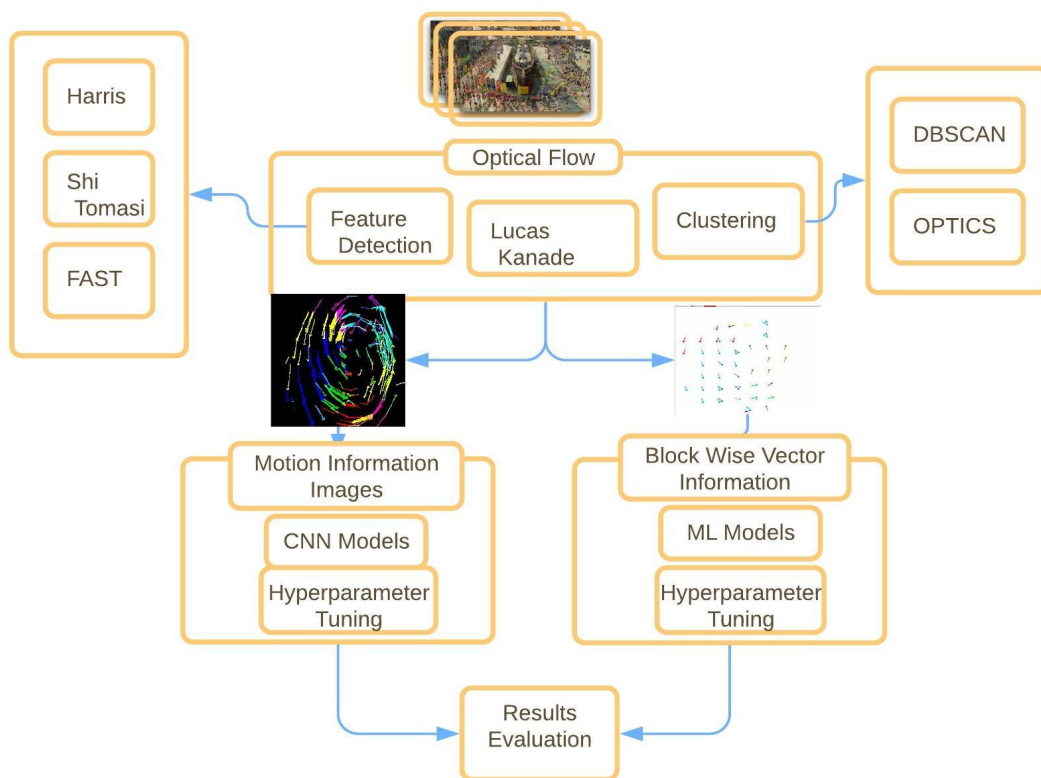 Harris
Shi
Tomasi
FAST
Optical Flow
Feature
Detection
Lucas
Kanade
Clustering
DBSCAN
OPTICS
Motion Information
Images
CNN Models
Hyperparameter
Tuning
Block Wise Vector
Information
ML Models
Hyperparameter
Tuning
Results
Evaluation